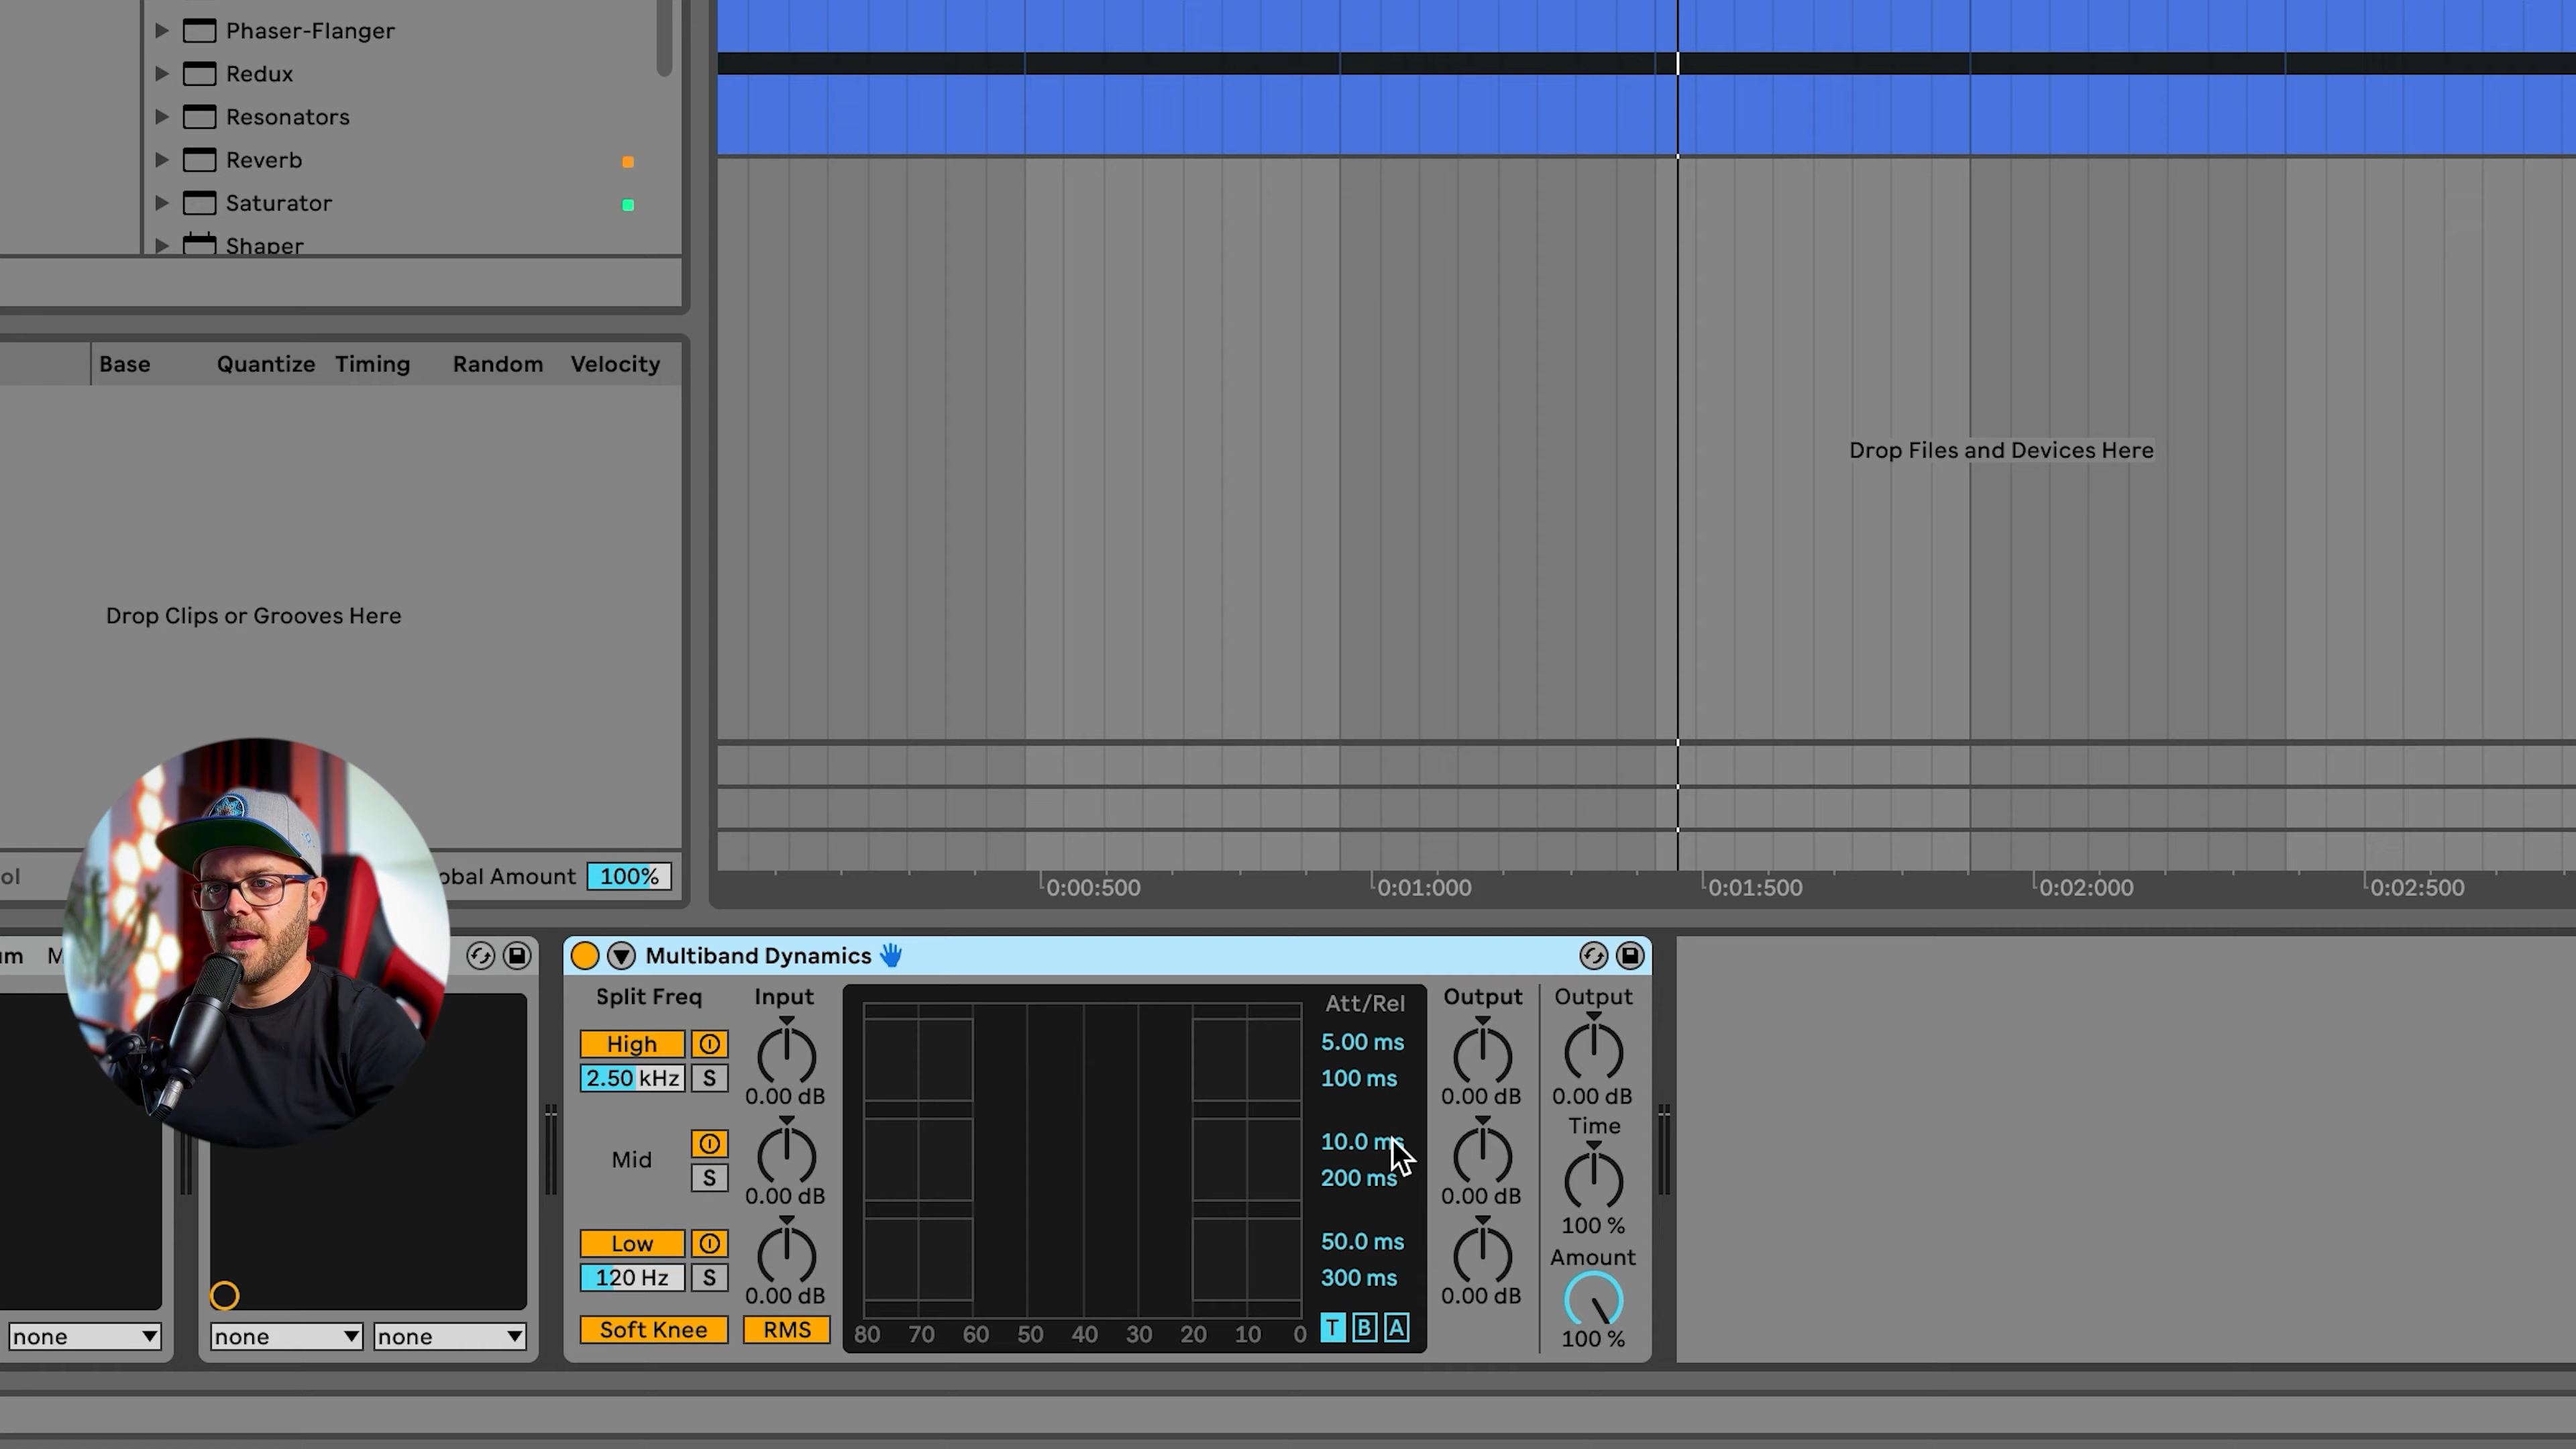 Phaser-Flanger
Redux
Resonators
Reverb
Saturator
Shaper
Base Quantize Timing Random Velocity
Drop Files and Devices Here
Drop Clips or Grooves Here
ol obal Amount 100%
0:00:500 0:01:000 0:01:500 0:02:000 0:02:500
um M
Multiband Dynamics
Split Freq Input Att/Rel Output Output
High 5.00 ms
2.50 kHz S 100 ms
0.00 dB 0.00 dB 0.00 dB
Time
Mid 10.0 ms
S 200 ms
0.00 dB 0.00 dB
100 %
Low 50.0 ms Amount
120 Hz S 300 ms
0.00 dB 0.00 dB
none none none Soft Knee RMS 80 70 60 50 40 30 20 10 0 T B A 100 %